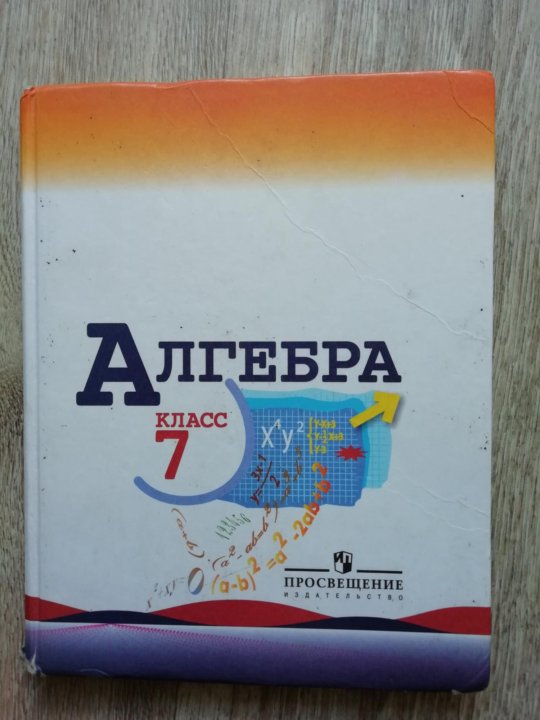 АЛГЕБРА
КЛАСС
7
x⁴y²
(a+b)
(a-b)²=a²-2ab+b²
ПРОСВЕЩЕНИЕ
ИЗДАТЕЛЬСТВО